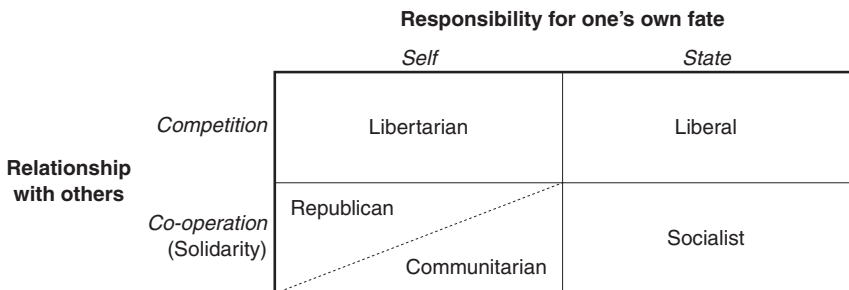 Responsibility for one's own fate
Self
State
Competition
Libertarian
Liberal
Relationship
with others
Republican
Co-operation
(Solidarity)
Socialist
Communitarian